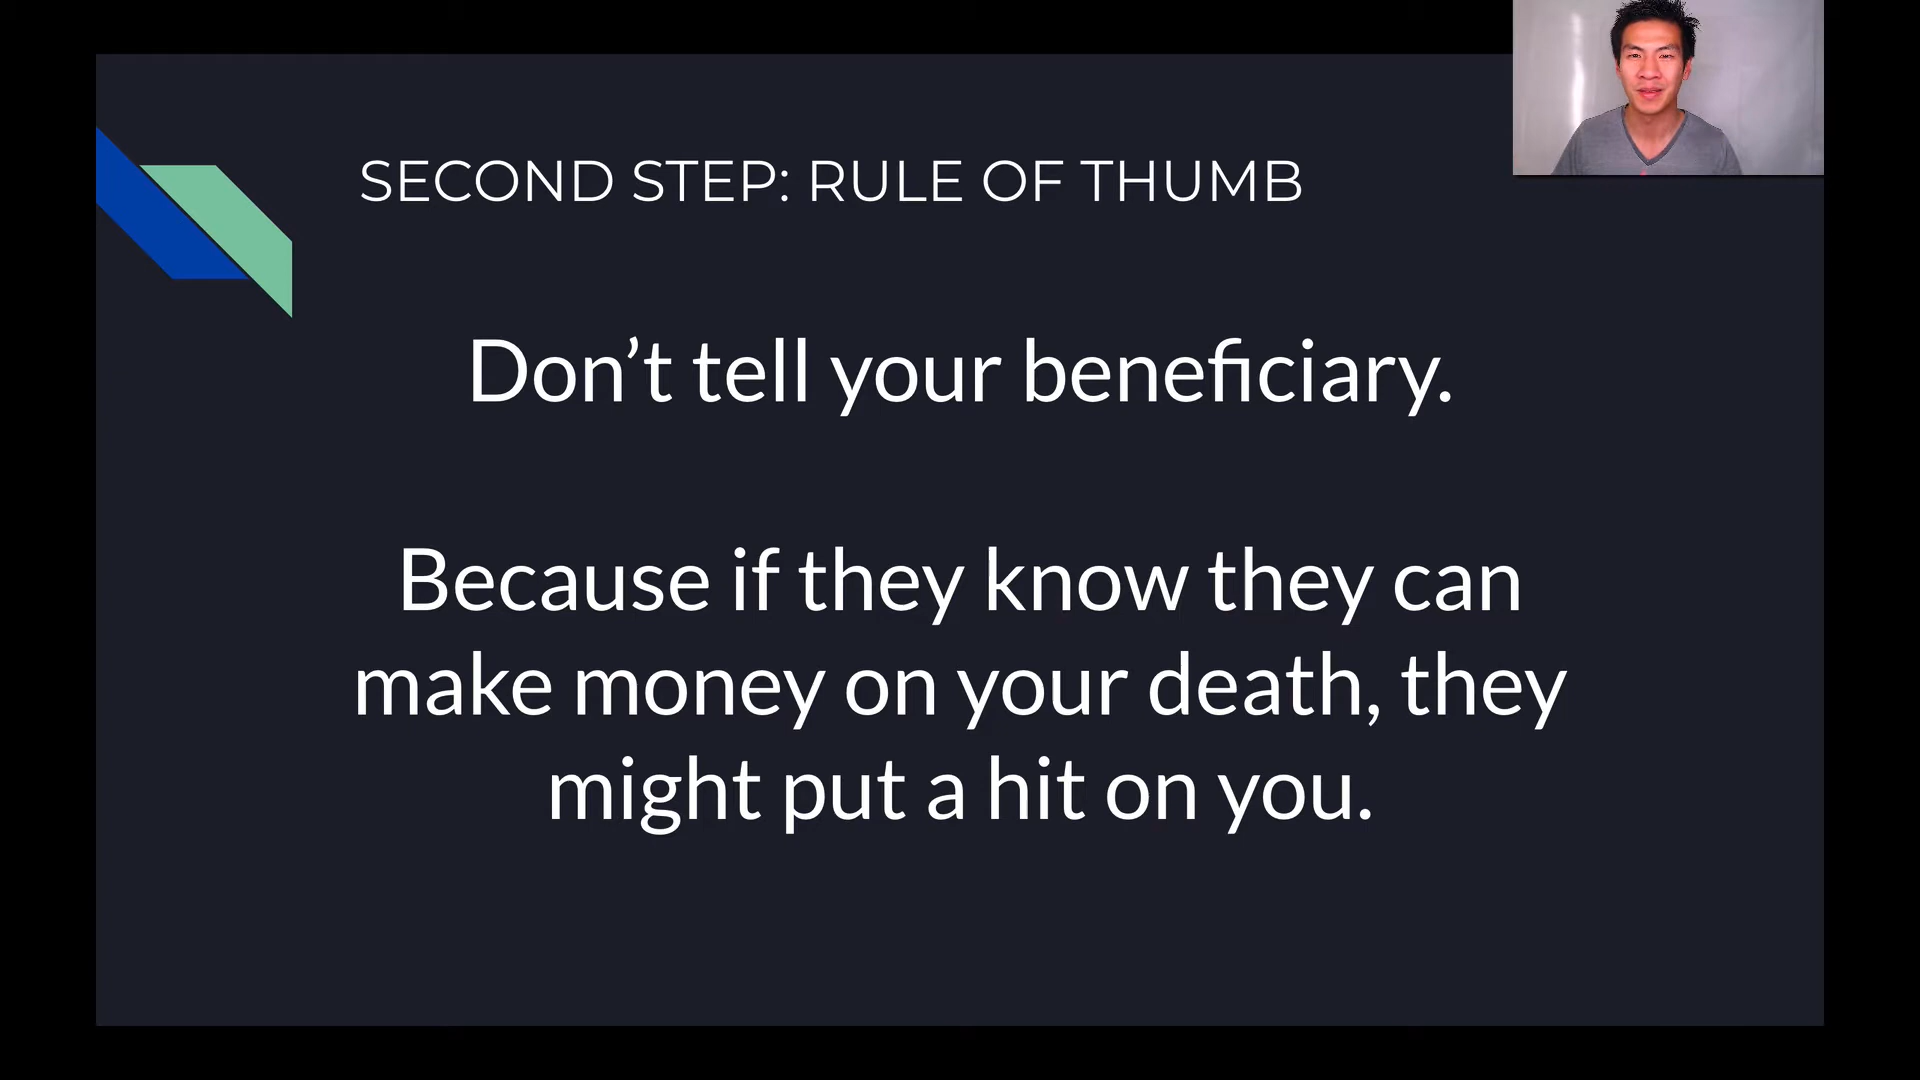 SECOND STEP: RULE OF THUMB
Don’t tell your beneficiary.
Because if they know they can
make money on your death, they
might put a hit on you.